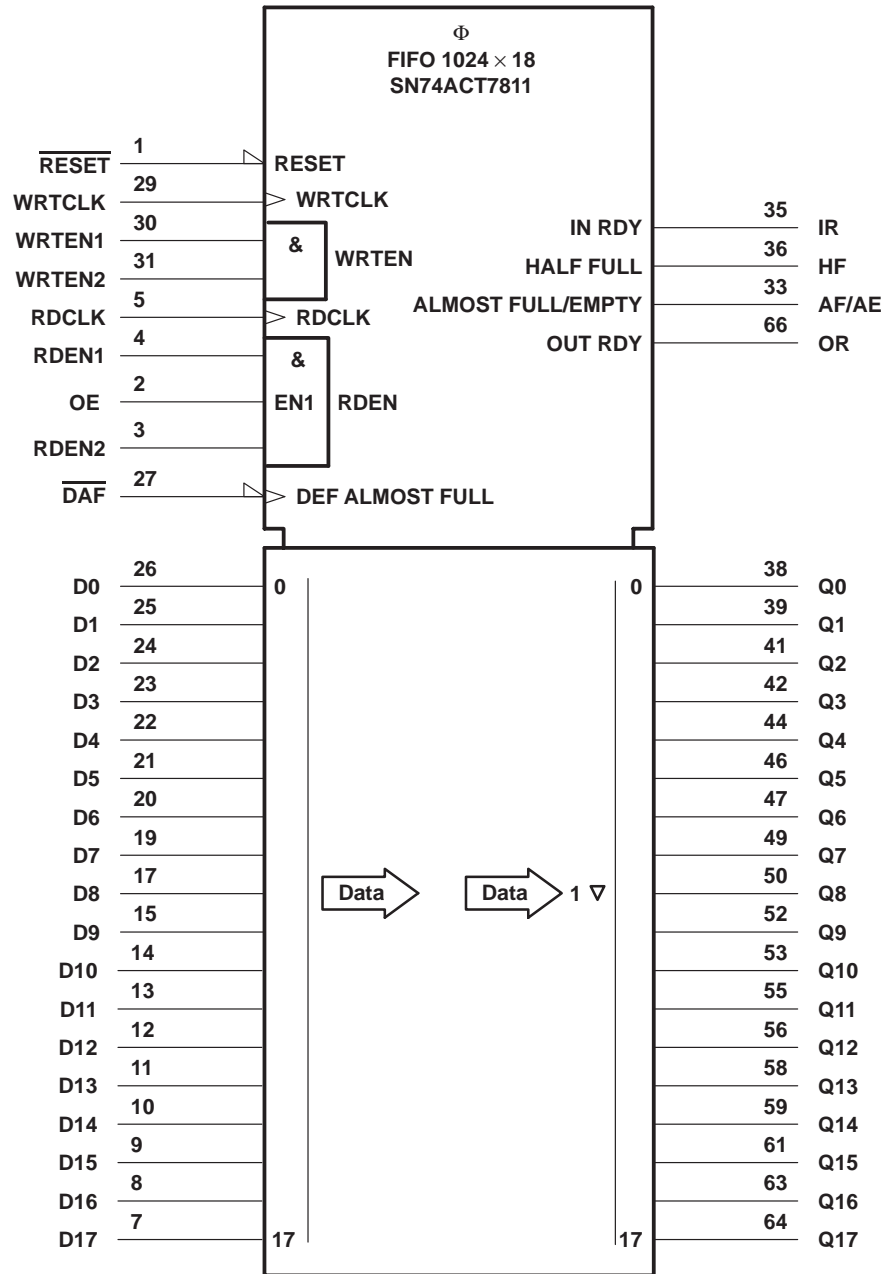 Φ
FIFO 1024 × 18
SN74ACT7811
RESET 1 RESET
WRTCLK 29 WRTCLK
WRTEN1 30 &
WRTEN2 31 WRTEN
RDCLK 5 RDCLK
RDEN1 4 &
OE 2 EN1 RDEN
RDEN2 3
DAF 27 DEF ALMOST FULL
IN RDY 35 IR
HALF FULL 36 HF
ALMOST FULL/EMPTY 33 AF/AE
OUT RDY 66 OR
D0 26 0
D1 25
D2 24
D3 23
D4 22
D5 21
D6 20
D7 19
D8 17
D9 15
D10 14
D11 13
D12 12
D13 11
D14 10
D15 9
D16 8
D17 7 17
Data
Data 1 ∇
0 38 Q0
39 Q1
41 Q2
42 Q3
44 Q4
46 Q5
47 Q6
49 Q7
50 Q8
52 Q9
53 Q10
55 Q11
56 Q12
58 Q13
59 Q14
61 Q15
63 Q16
17 64 Q17